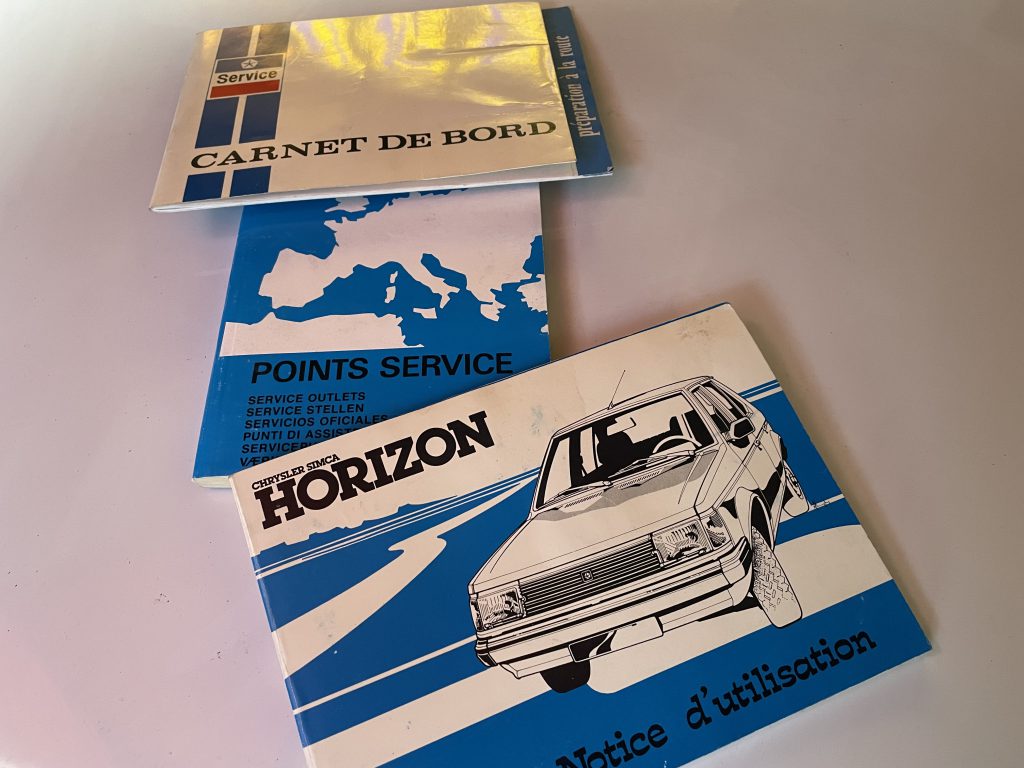 Service
CARNET DE BORD
préparation à la route
POINTS SERVICE
SERVICE OUTLETS
SERVICE STELLEN
SERVICIOS OFICIALES
PUNTI DI
CHRYSLER SIMCA
HORIZON
Notice d'utilisation